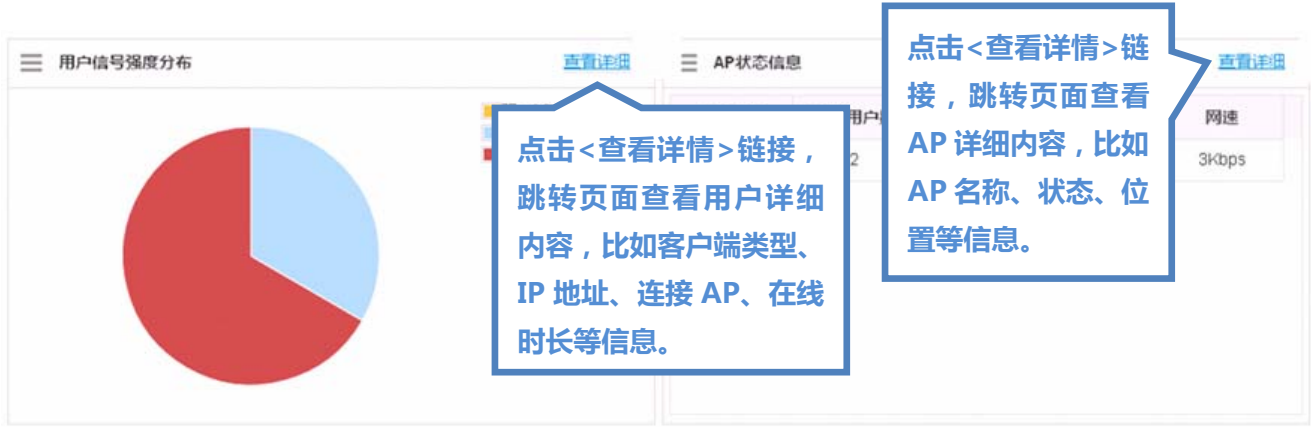 用户信号强度分布
查看详细
点击<查看详情>链接，
跳转页面查看用户详细
内容，比如客户端类型、
IP 地址、连接 AP、在线
时长等信息。
AP状态信息
查看详细
用户
网速
2
3Kbps
点击<查看详情>链
接，跳转页面查看
AP 详细内容，比如
AP 名称、状态、位
置等信息。